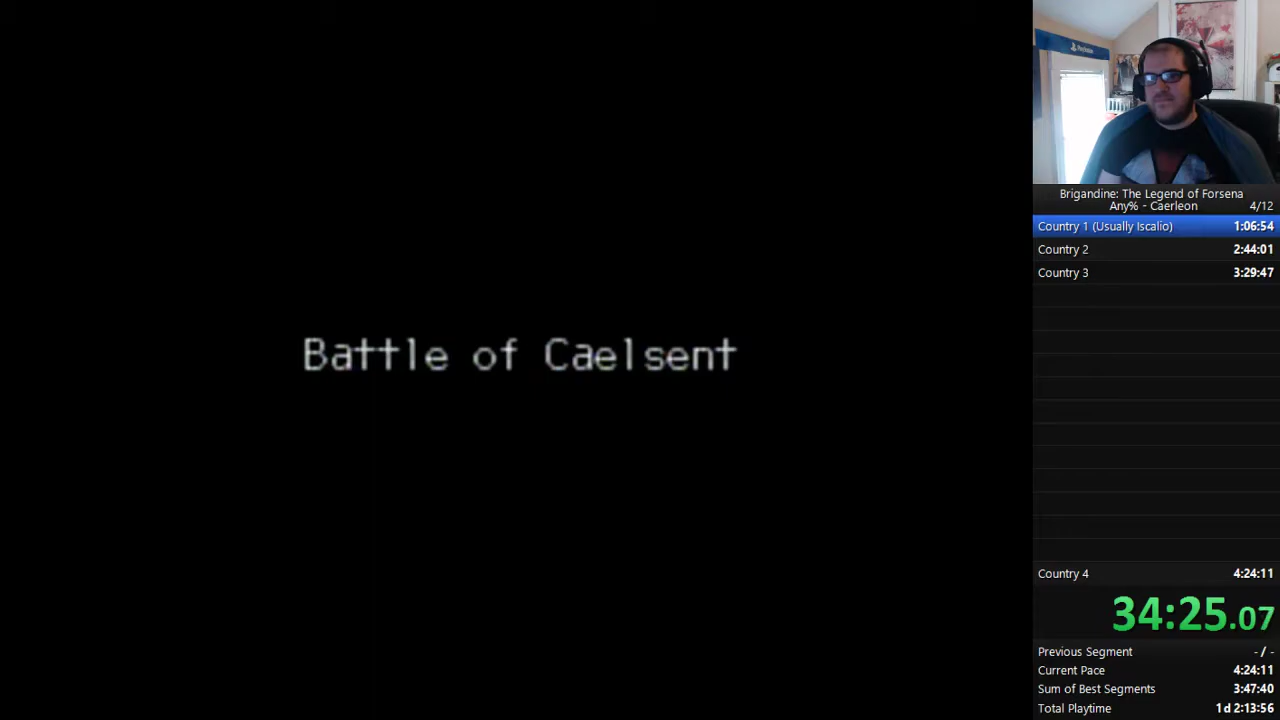 Battle of Caelsent
Brigandine: The Legend of Forsena
Any% - Caerleon 4/12
Country 1 (Usually Iscalio) 1:06:54
Country 2 2:44:01
Country 3 3:29:47
Country 4 4:24:11
34:25.07
Previous Segment - / -
Current Pace 4:24:11
Sum of Best Segments 3:47:40
Total Playtime 1d 2:13:56